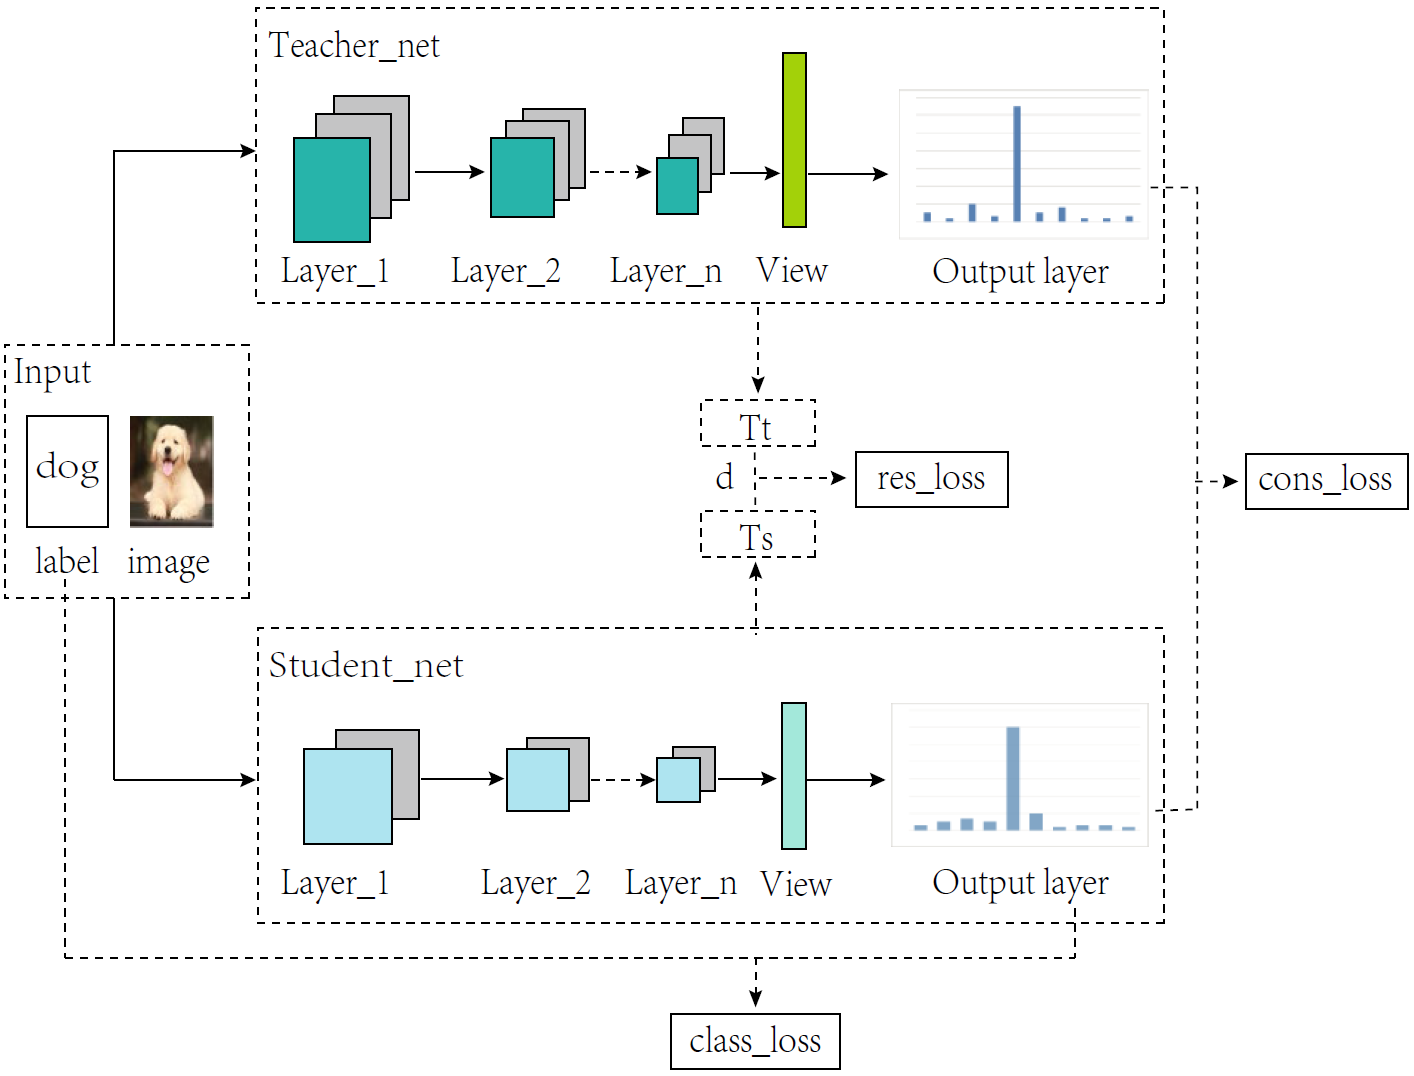 Teacher_net
Layer_1
Layer_2
Layer_n
View
Output layer
Input
dog
label
image
Tt
d
res_loss
Ts
cons_loss
Student_net
Layer_1
Layer_2
Layer_n
View
Output layer
class_loss